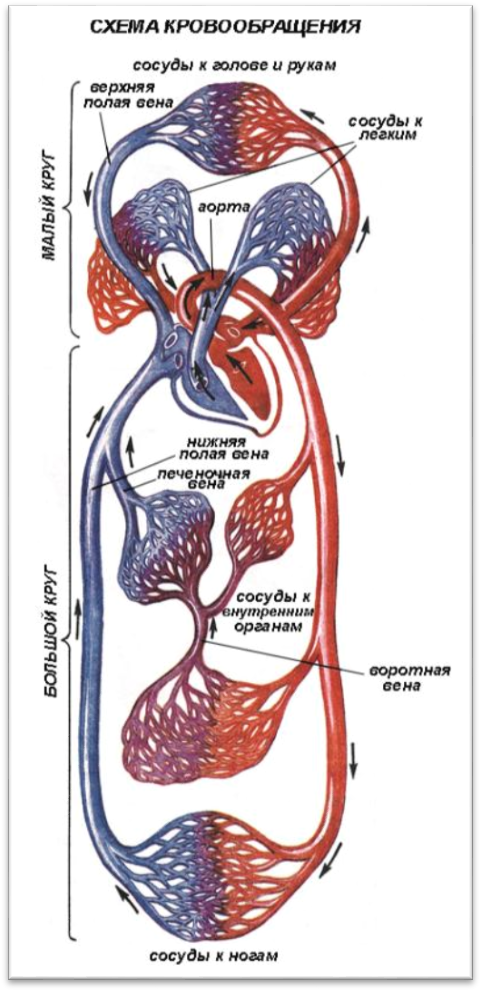 СХЕМА КРОВООБРАЩЕНИЯ
сосуды к голове и рукам
верхняя
полая вена
сосуды к
легким
МАЛЫЙ КРУГ
аорта
нижняя
полая вена
печеночная
вена
сосуды к
внутренним
органам
БОЛЬШОЙ КРУГ
воротная
вена
сосуды к ногам